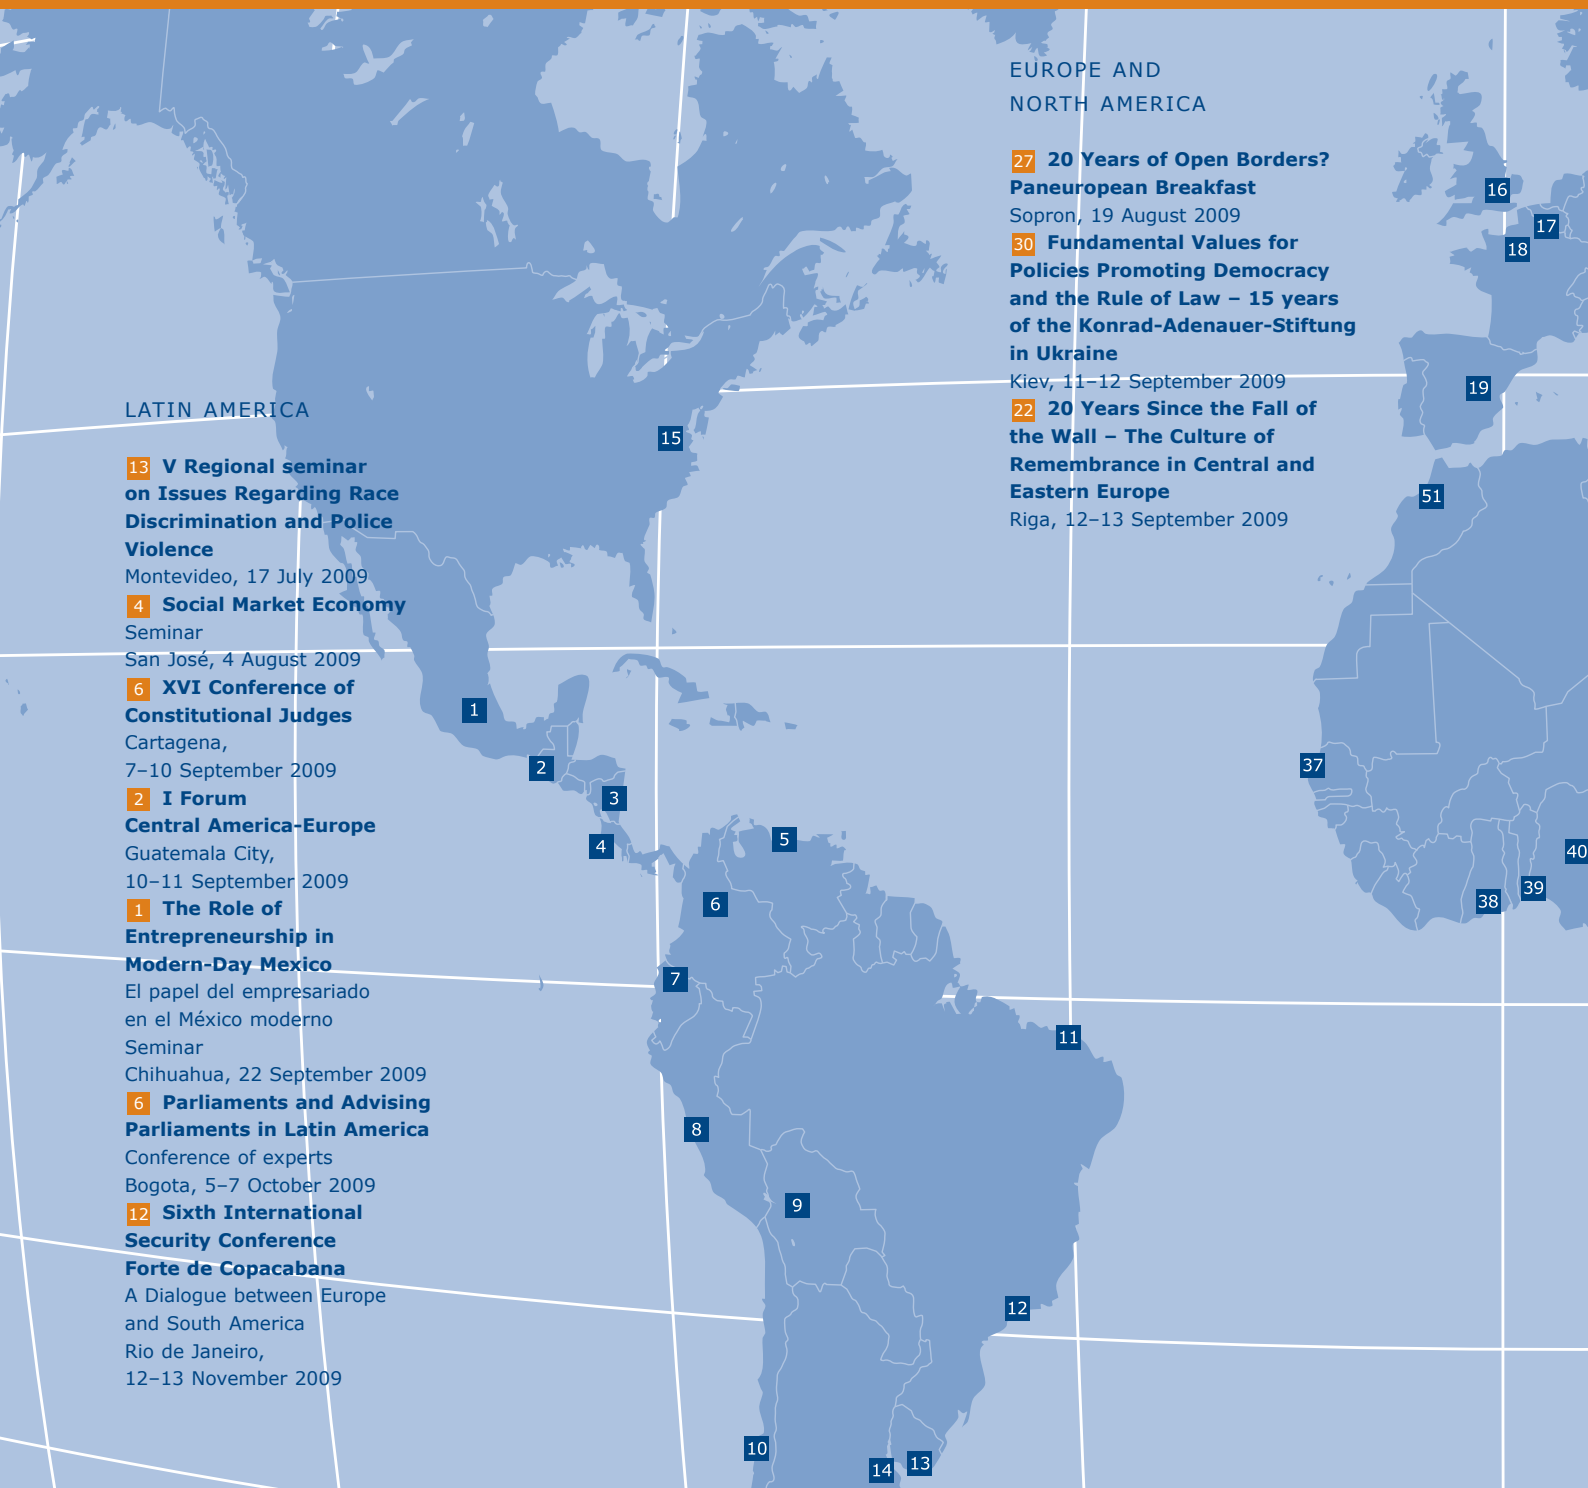 LATIN AMERICA
13 V Regional seminar
on Issues Regarding Race
Discrimination and Police
Violence
Montevideo, 17 July 2009
4 Social Market Economy
Seminar
San José, 4 August 2009
6 XVI Conference of
Constitutional Judges
Cartagena,
7–10 September 2009
2 I Forum
Central America-Europe
Guatemala City,
10–11 September 2009
1 The Role of
Entrepreneurship in
Modern-Day Mexico
El papel del empresariado
en el México moderno
Seminar
Chihuahua, 22 September 2009
6 Parliaments and Advising
Parliaments in Latin America
Conference of experts
Bogota, 5–7 October 2009
12 Sixth International
Security Conference
Forte de Copacabana
A Dialogue between Europe
and South America
Rio de Janeiro,
12–13 November 2009
EUROPE AND
NORTH AMERICA
27 20 Years of Open Borders?
Paneuropean Breakfast
Sopron, 19 August 2009
30 Fundamental Values for
Policies Promoting Democracy
and the Rule of Law – 15 years
of the Konrad-Adenauer-Stiftung
in Ukraine
Kiev, 11–12 September 2009
22 20 Years Since the Fall of
the Wall – The Culture of
Remembrance in Central and
Eastern Europe
Riga, 12–13 September 2009
16
17
18
19
15
51
1
2
37
3
5
4
40
39
38
6
7
11
8
9
12
10
13
14